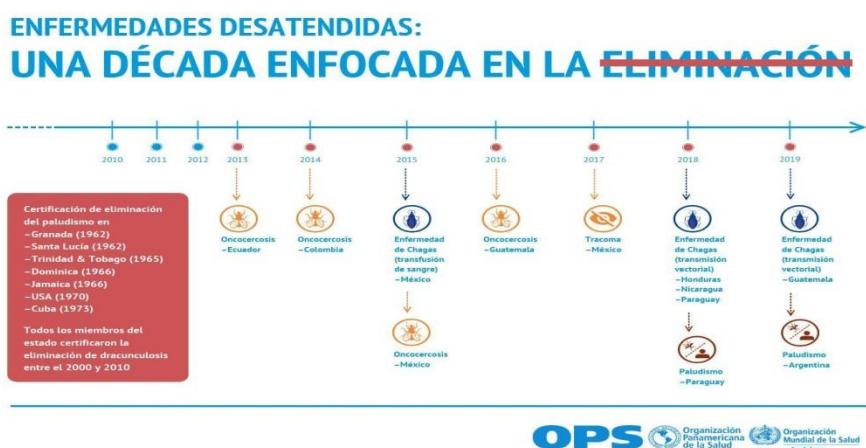 ENFERMEDADES DESATENDIDAS:
UNA DÉCADA ENFOCADA EN LA ELIMINACIÓN
2010
2011
2012
2013
2014
2015
2016
2017
2018
2019
Certificación de eliminación
del paludismo en
–Granada (1962)
–Santa Lucía (1962)
–Trinidad & Tobago (1965)
–Dominica (1966)
–Jamaica (1966)
–USA (1970)
–Cuba (1973)
Todos los miembros del
estado certificaron la
eliminación de dracunculosis
entre el 2000 y 2010
Oncocercosis
–Ecuador
Oncocercosis
–Colombia
Enfermedad
de Chagas
(transfusión
de sangre)
–México
Oncocercosis
–México
Oncocercosis
–Guatemala
Tracoma
–México
Enfermedad
de Chagas
(transmisión
vectorial)
–Honduras
–Nicaragua
–Paraguay
Paludismo
–Paraguay
Enfermedad
de Chagas
(transmisión
vectorial)
–Guatemala
Paludismo
–Argentina
OPS
Organización
Panamericana
de la Salud
Organización
Mundial de la Salud